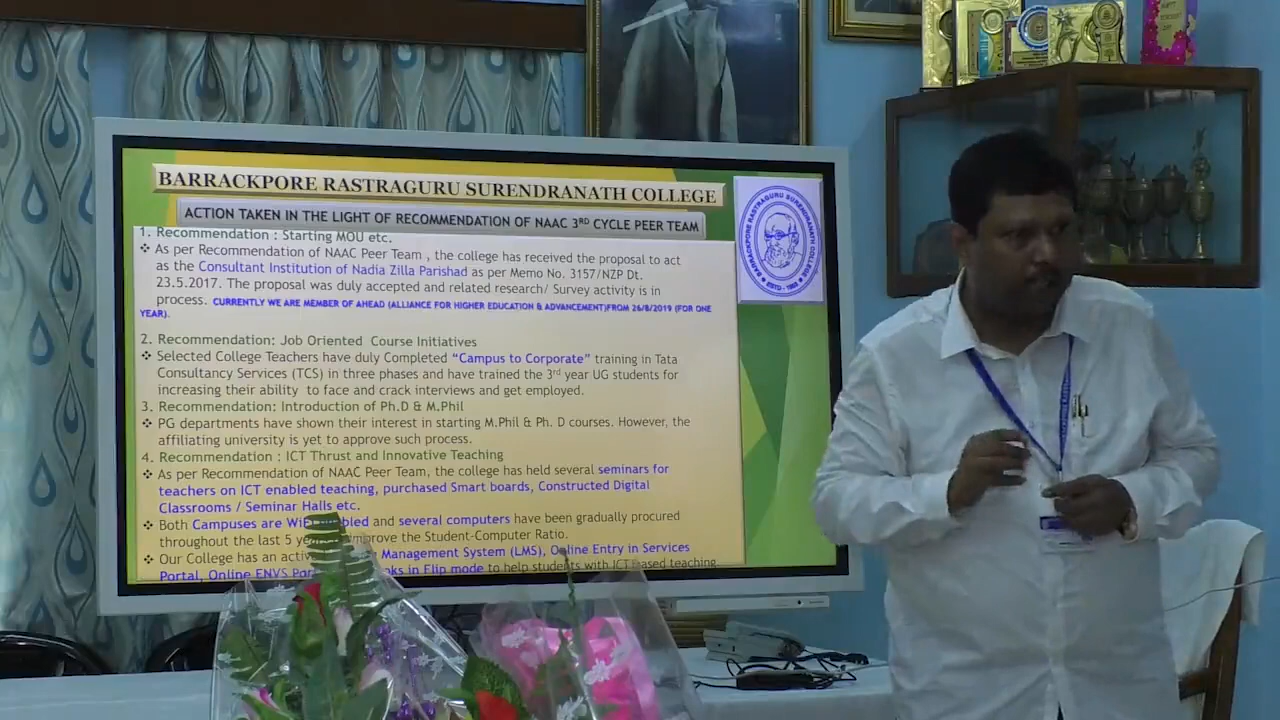 BARRACKPORE RASTRAGURU SURENDRANATH COLLEGE
ACTION TAKEN IN THE LIGHT OF RECOMMENDATION OF NAAC 3RD CYCLE PEER TEAM
BARRACKPORE RASTRAGURU SURENDRANATH COLLEGE
ESTD - 1953
1. Recommendation : Starting MOU etc.
❖ As per Recommendation of NAAC Peer Team , the college has received the proposal to act
as the Consultant Institution of Nadia Zilla Parishad as per Memo No. 3157/NZP Dt.
23.5.2017. The proposal was duly accepted and related research/ Survey activity is in
process. CURRENTLY WE ARE MEMBER OF AHEAD (ALLIANCE FOR HIGHER EDUCATION & ADVANCEMENT)FROM 26/8/2019 (FOR ONE
YEAR).
2. Recommendation: Job Oriented Course Initiatives
❖ Selected College Teachers have duly Completed “Campus to Corporate” training in Tata
Consultancy Services (TCS) in three phases and have trained the 3rd year UG students for
increasing their ability to face and crack interviews and get employed.
3. Recommendation: Introduction of Ph.D & M.Phil
❖ PG departments have shown their interest in starting M.Phil & Ph. D courses. However, the
affiliating university is yet to approve such process.
4. Recommendation : ICT Thrust and Innovative Teaching
❖ As per Recommendation of NAAC Peer Team, the college has held several seminars for
teachers on ICT enabled teaching, purchased Smart boards, Constructed Digital
Classrooms / Seminar Halls etc.
❖ Both Campuses are WiFi enabled and several computers have been gradually procured
throughout the last 5 years improve the Student-Computer Ratio.
❖ Our College has an Management System (LMS), Online Entry in Services
Portal, Online ENVS in Flip mode to help students with ICT based teaching.